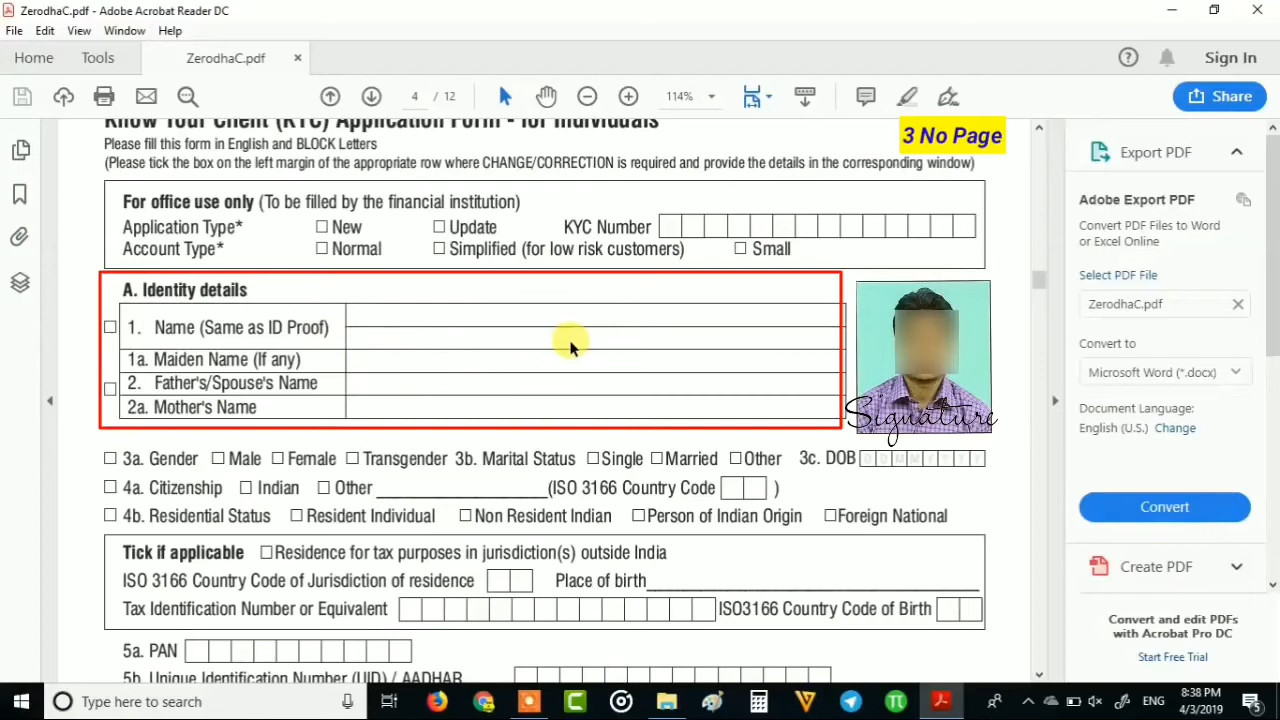 ZerodhaC.pdf - Adobe Acrobat Reader DC
File Edit View Window Help
Home Tools ZerodhaC.pdf × Sign In
4 / 12 114% Share
Know Your Client (KYC) Application Form - for Individuals
3 No Page
Please fill this form in English and BLOCK Letters
(Please tick the box on the left margin of the appropriate row where CHANGE/CORRECTION is required and provide the details in the corresponding window)
For office use only (To be filled by the financial institution)
Application Type* New Update KYC Number
Account Type* Normal Simplified (for low risk customers) Small
A. Identity details
1. Name (Same as ID Proof)
1a. Maiden Name (If any)
2. Father's/Spouse's Name
2a. Mother's Name
Signature
3a. Gender Male Female Transgender 3b. Marital Status Single Married Other 3c. DOB D D M M Y Y Y Y
4a. Citizenship Indian Other (ISO 3166 Country Code )
4b. Residential Status Resident Individual Non Resident Indian Person of Indian Origin Foreign National
Tick if applicable Residence for tax purposes in jurisdiction(s) outside India
ISO 3166 Country Code of Jurisdiction of residence Place of birth
Tax Identification Number or Equivalent ISO3166 Country Code of Birth
5a. PAN
5b. Unique Identification Number (UID) / AADHAR
Export PDF
Adobe Export PDF
Convert PDF Files to Word
or Excel Online
Select PDF File
ZerodhaC.pdf
Convert to
Microsoft Word (*.docx)
Document Language:
English (U.S.) Change
Convert
Create PDF
Convert and edit PDFs
with Acrobat Pro DC
Start Free Trial
Type here to search
ENG
8:38 PM
4/3/2019
5